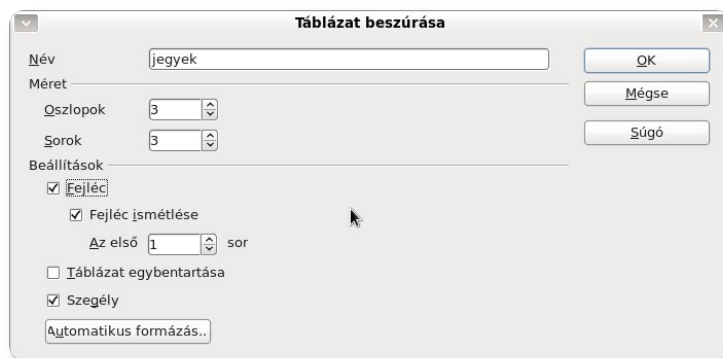 Táblázat beszúrása
Név jegyek OK
Méret Mégse
Oszlopok 3
Sorok 3 Súgó
Beállítások
Fejléc
Fejléc ismétlése
Az első 1 sor
Táblázat egybentartása
Szegély
Automatikus formázás..